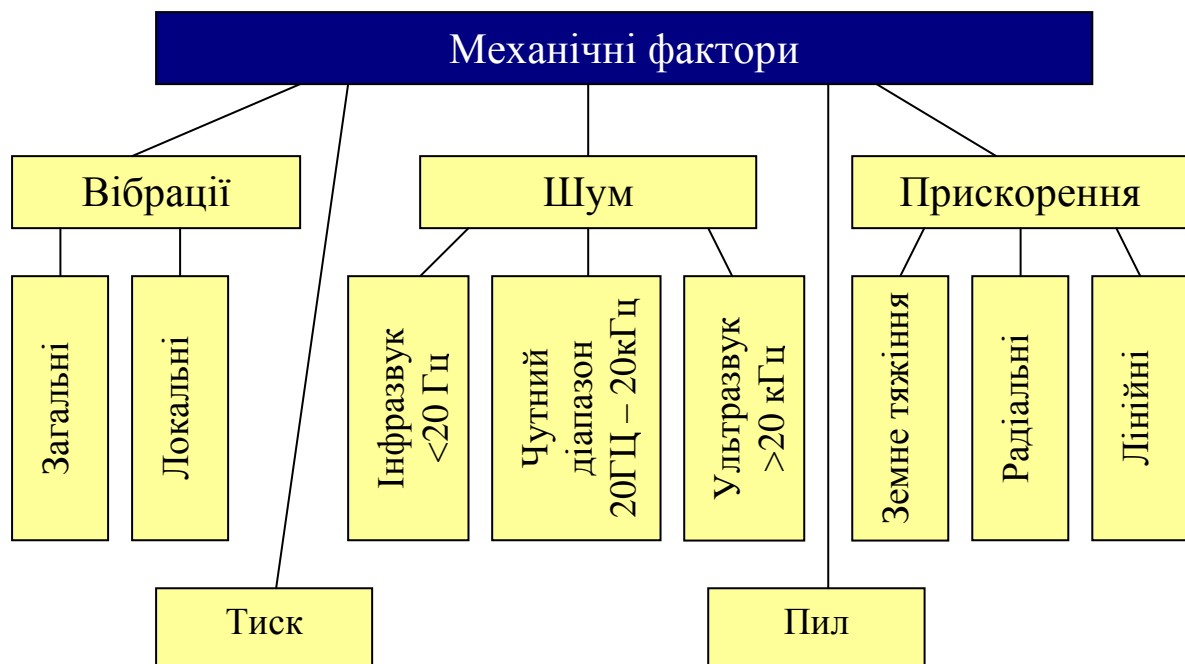 Механічні фактори
Вібрації
Шум
Прискорення
Загальні
Локальні
Інфразвук
<20 Гц
Чутний
діапазон
20ГЦ – 20кГц
Ультразвук
>20 кГц
Земне тяжіння
Радіальні
Лінійні
Тиск
Пил